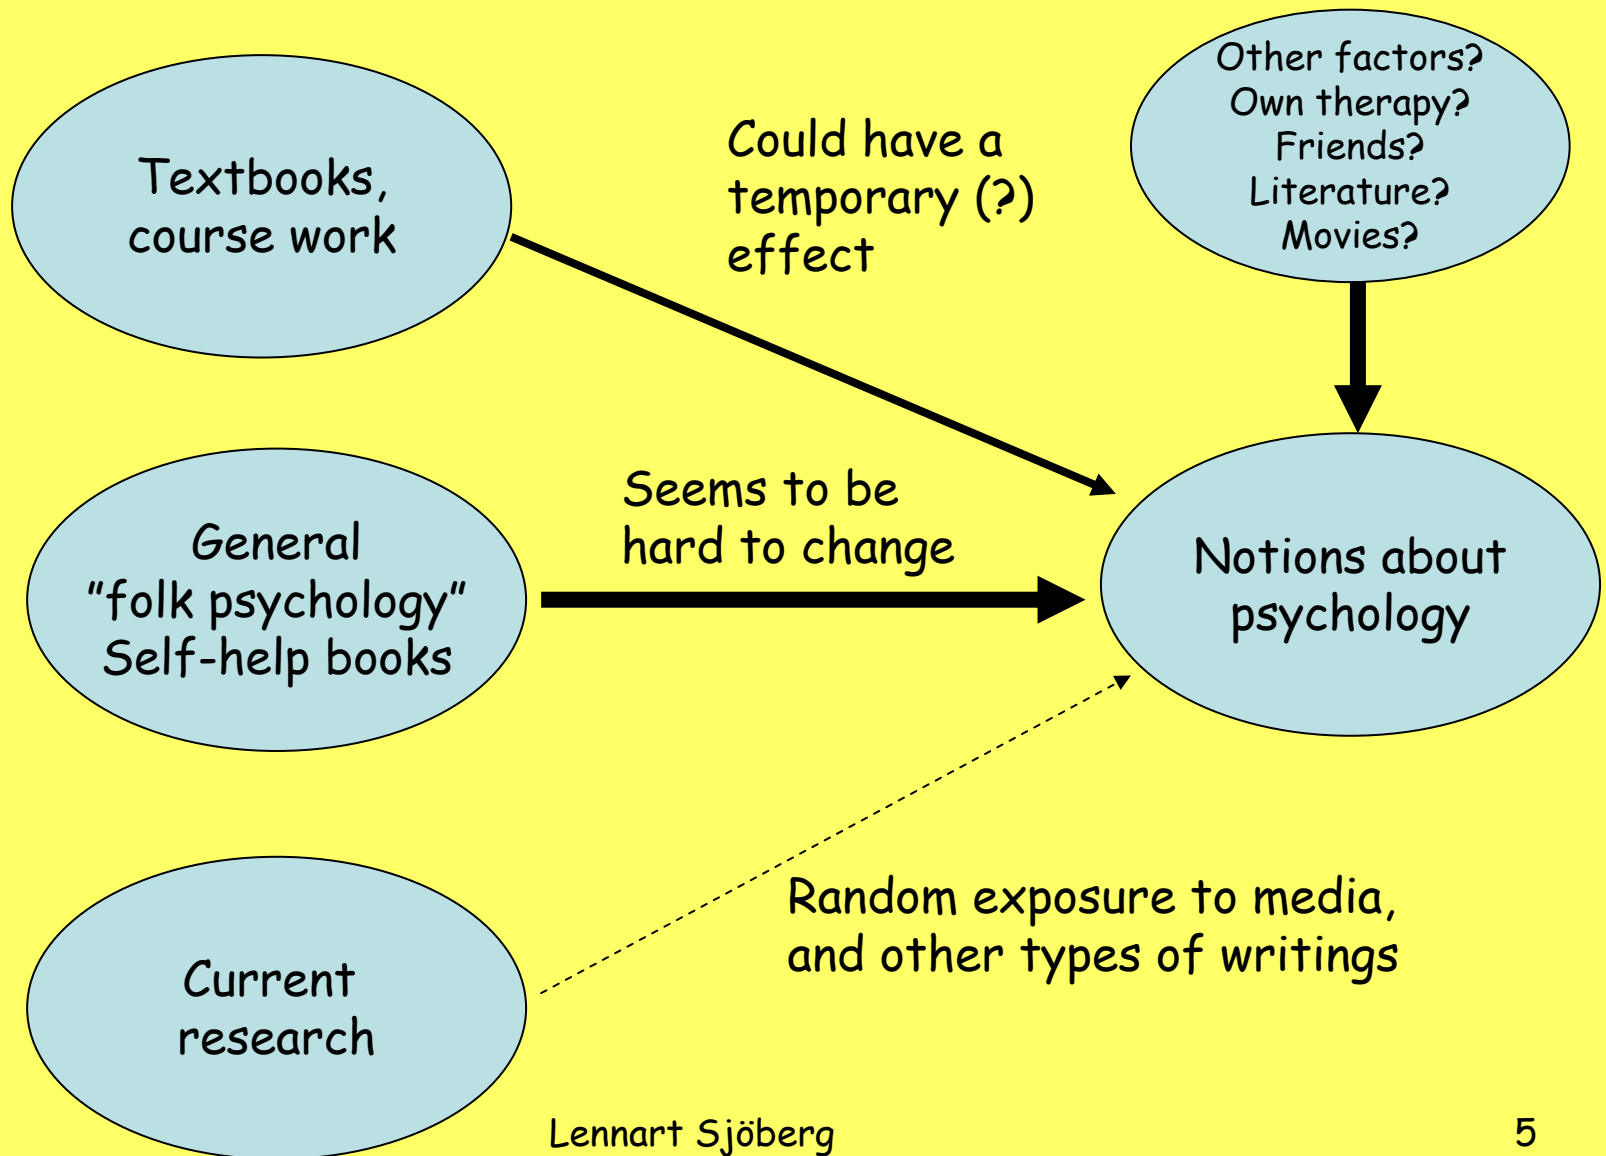 Textbooks,
course work
Could have a
temporary (?)
effect
Other factors?
Own therapy?
Friends?
Literature?
Movies?
General
"folk psychology"
Self-help books
Seems to be
hard to change
Notions about
psychology
Current
research
Random exposure to media,
and other types of writings
Lennart Sjöberg
5